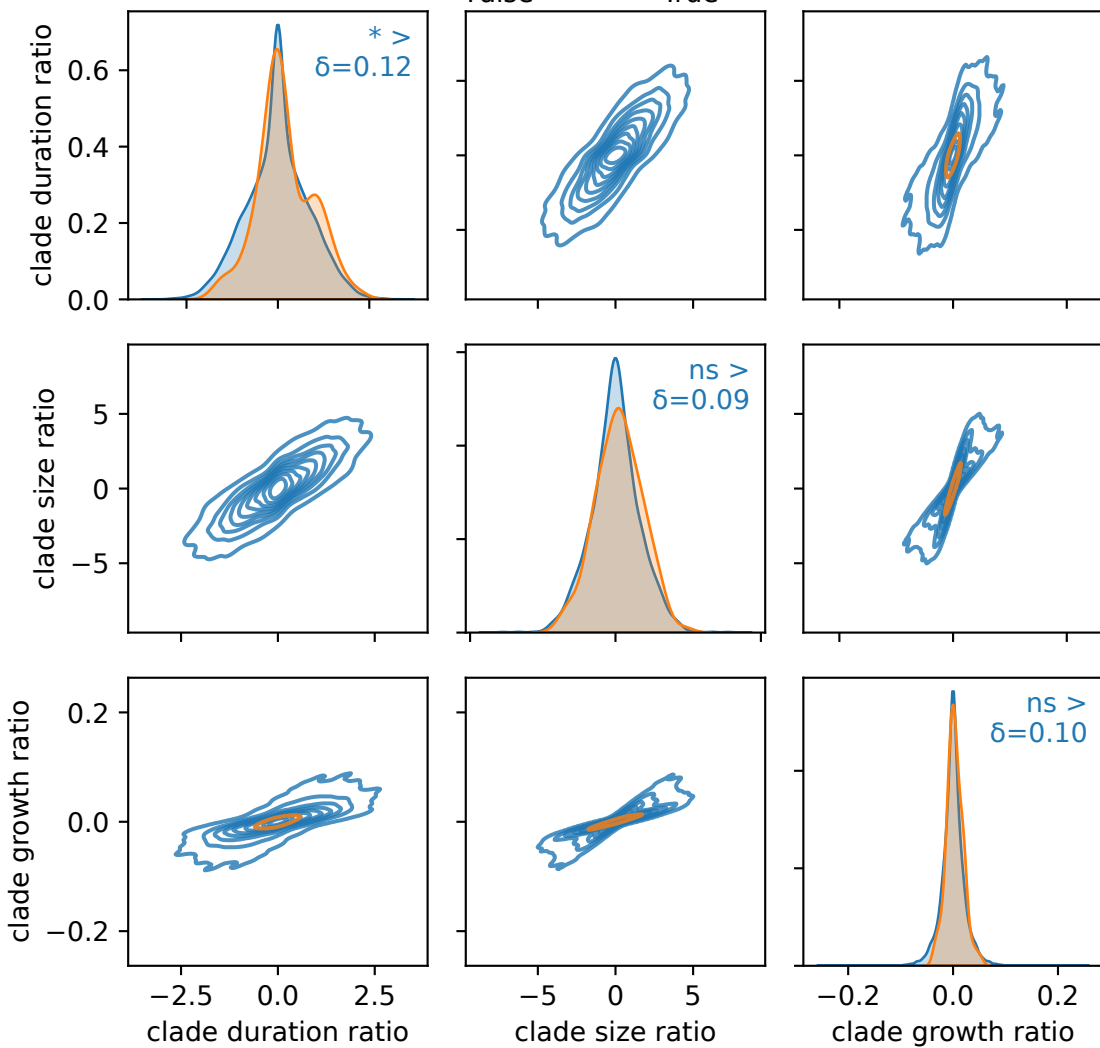 clade duration ratio
0.6
0.4
0.2
0.0
* >
δ=0.12
clade size ratio
5
0
−5
ns >
δ=0.09
clade growth ratio
0.2
0.0
−0.2
ns >
δ=0.10
−2.5 0.0 2.5
−5 0 5
−0.2 0.0 0.2
clade duration ratio
clade size ratio
clade growth ratio